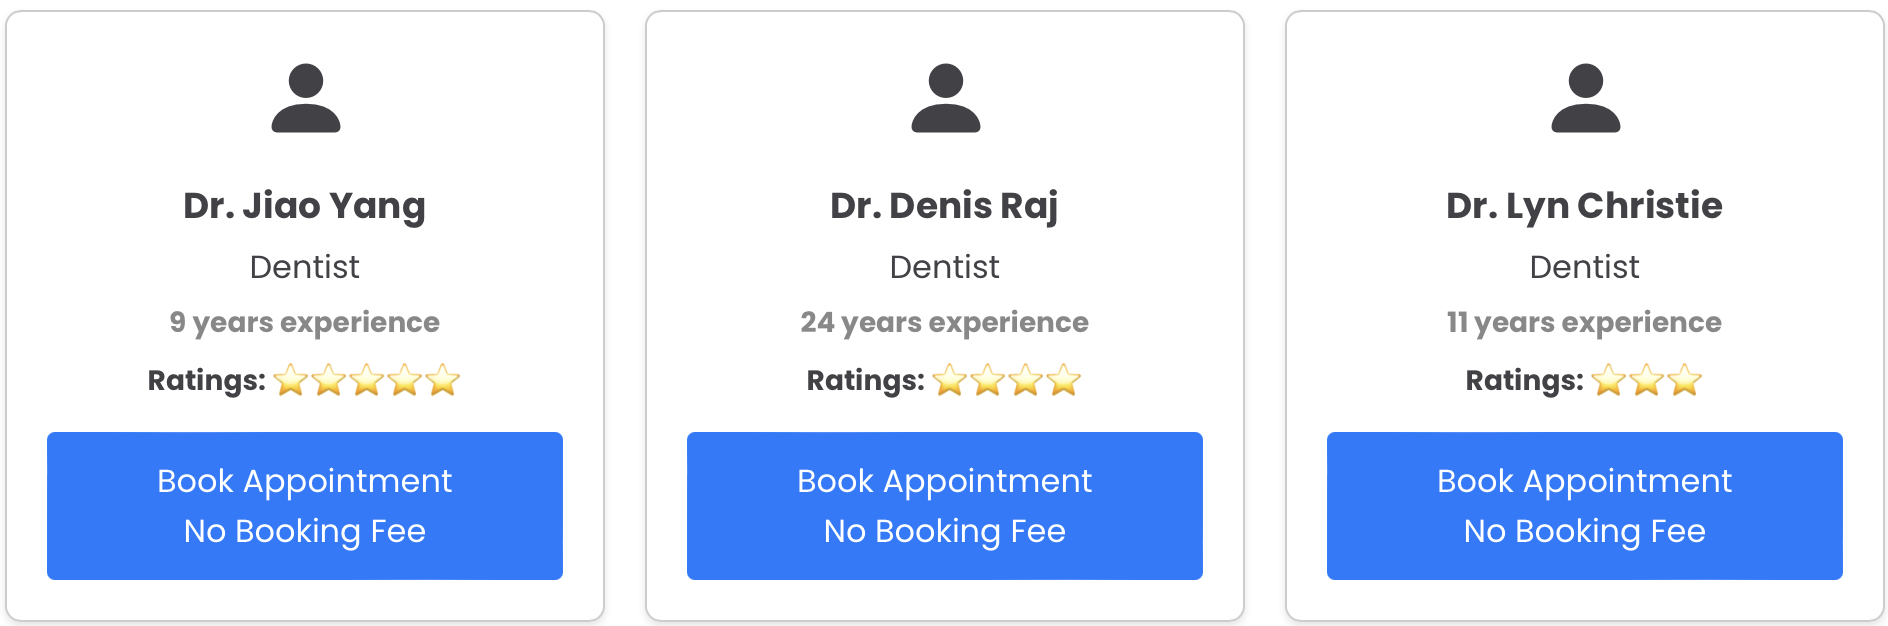 Dr. Jiao Yang
Dentist
9 years experience
Ratings: ⭐⭐⭐⭐⭐
Book Appointment
No Booking Fee
Dr. Denis Raj
Dentist
24 years experience
Ratings: ⭐⭐⭐⭐
Book Appointment
No Booking Fee
Dr. Lyn Christie
Dentist
11 years experience
Ratings: ⭐⭐⭐
Book Appointment
No Booking Fee